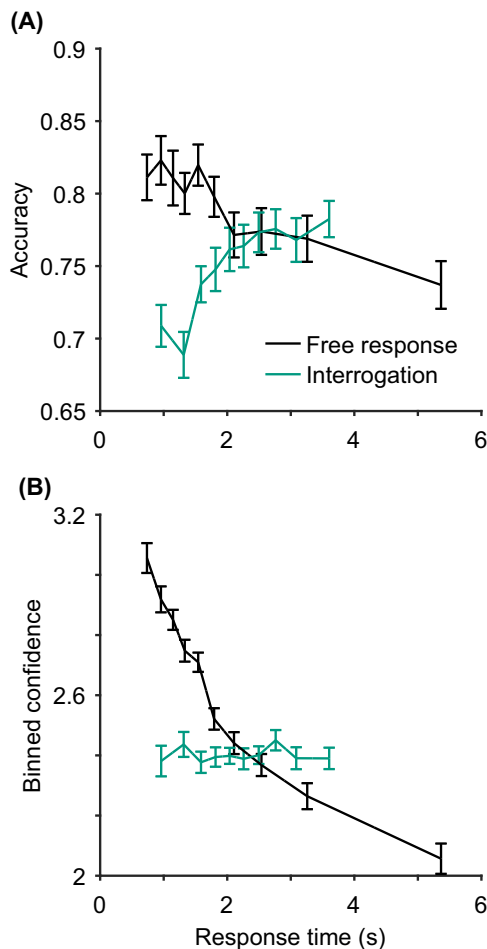 (A)
0.9
0.85
0.8
0.75
0.7
0.65
Accuracy
Free response
Interrogation
0 2 4 6
(B)
3.2
2.6
2
Binned confidence
0 2 4 6
Response time (s)